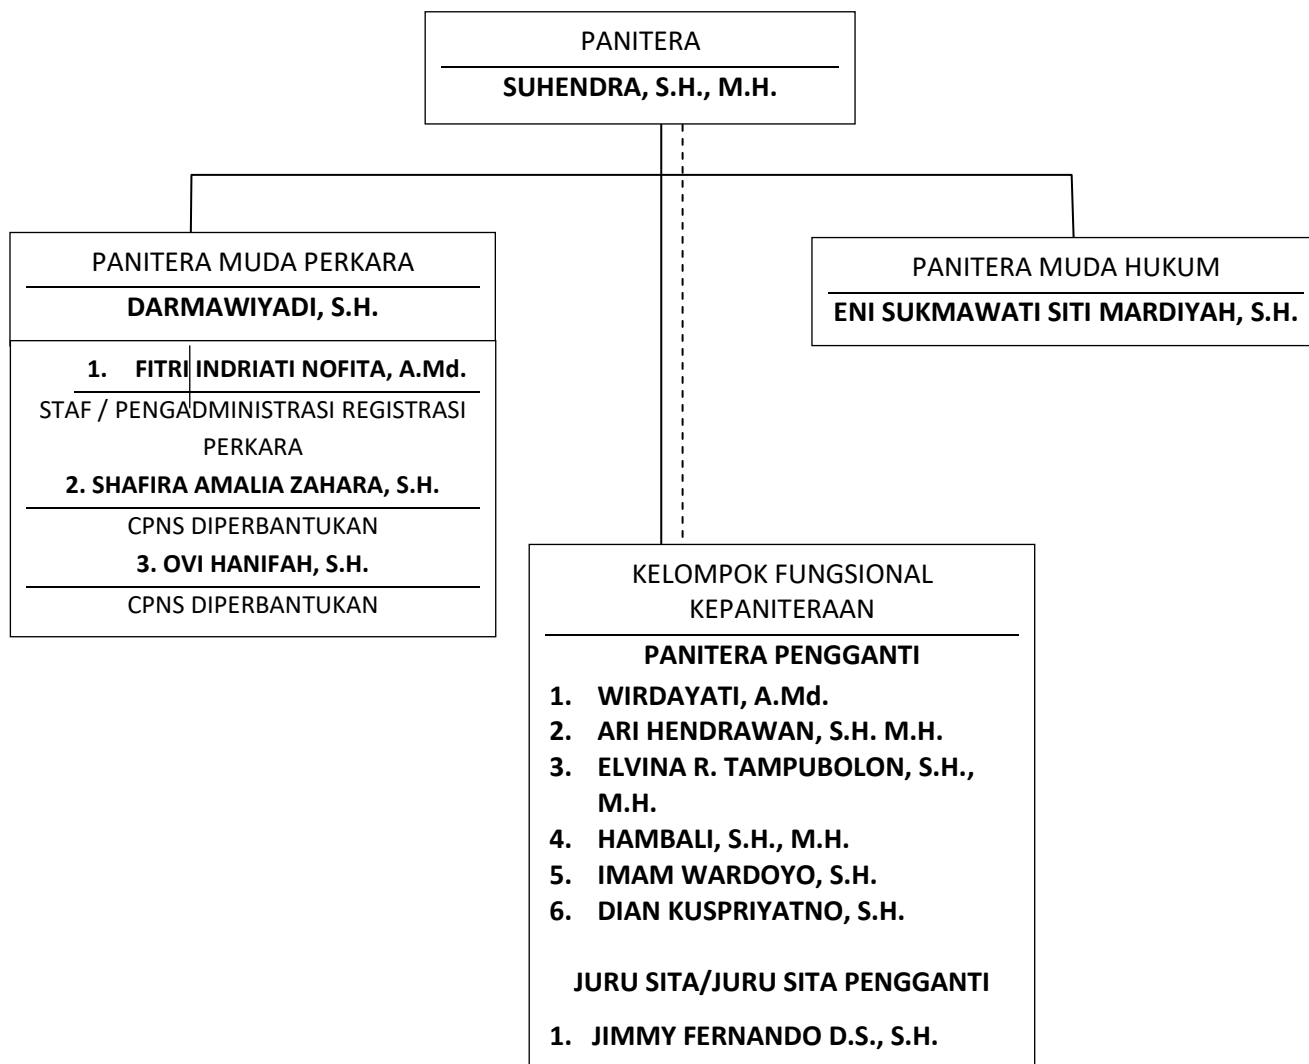 PANITERA
SUHENDRA, S.H., M.H.
PANITERA MUDA PERKARA
DARMAWIYADI, S.H.
1. FITRI INDRIATI NOFITA, A.Md.
STAF / PENGADMINISTRASI REGISTRASI
PERKARA
2. SHAFIRA AMALIA ZAHARA, S.H.
CPNS DIPERBANTUKAN
3. OVI HANIFAH, S.H.
CPNS DIPERBANTUKAN
PANITERA MUDA HUKUM
ENI SUKMAWATI SITI MARDIYAH, S.H.
KELOMPOK FUNGSIONAL
KEPANITERAAN
PANITERA PENGGANTI
1. WIRDAYATI, A.Md.
2. ARI HENDRAWAN, S.H. M.H.
3. ELVINA R. TAMPUBOLON, S.H.,
M.H.
4. HAMBALI, S.H., M.H.
5. IMAM WARDOYO, S.H.
6. DIAN KUSPRIYATNO, S.H.
JURU SITA/JURU SITA PENGGANTI
1. JIMMY FERNANDO D.S., S.H.